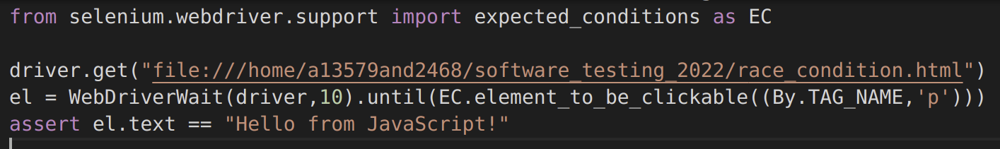 from selenium.webdriver.support import expected_conditions as EC
driver.get("file:///home/a13579and2468/software_testing_2022/race_condition.html")
el = WebDriverWait(driver,10).until(EC.element_to_be_clickable((By.TAG_NAME,'p')))
assert el.text == "Hello from JavaScript!"